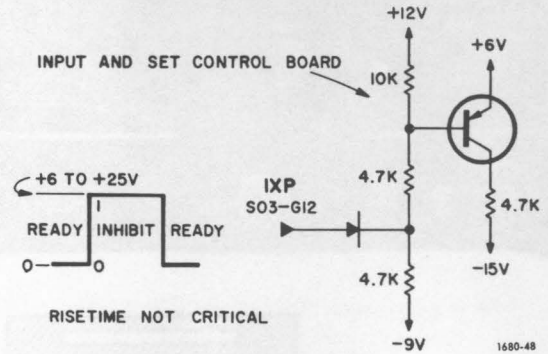 +12V
+6V
INPUT AND SET CONTROL BOARD
10K
+6 TO +25V
1
4.7K
IXP
S03-G12
READY INHIBIT READY
4.7K
0 0
4.7K
-15V
RISETIME NOT CRITICAL
-9V
1680-48